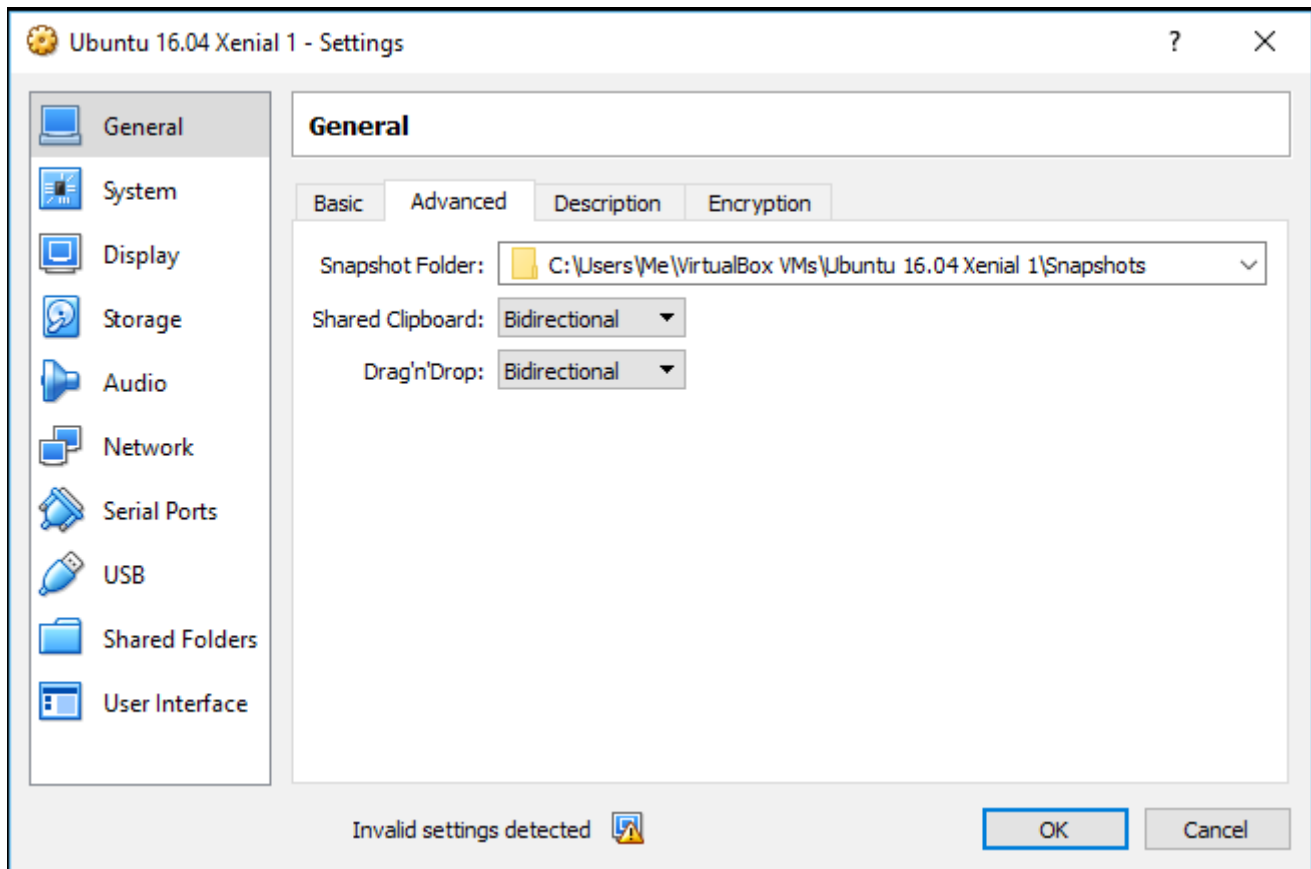 Ubuntu 16.04 Xenial 1 - Settings ?
General
System
Display
Storage
Audio
Network
Serial Ports
USB
Shared Folders
User Interface
General
Basic Advanced Description Encryption
Snapshot Folder: C:\Users\Me\VirtualBox VMs\Ubuntu 16.04 Xenial 1\Snapshots
Shared Clipboard: Bidirectional
Drag'n'Drop: Bidirectional
Invalid settings detected OK Cancel